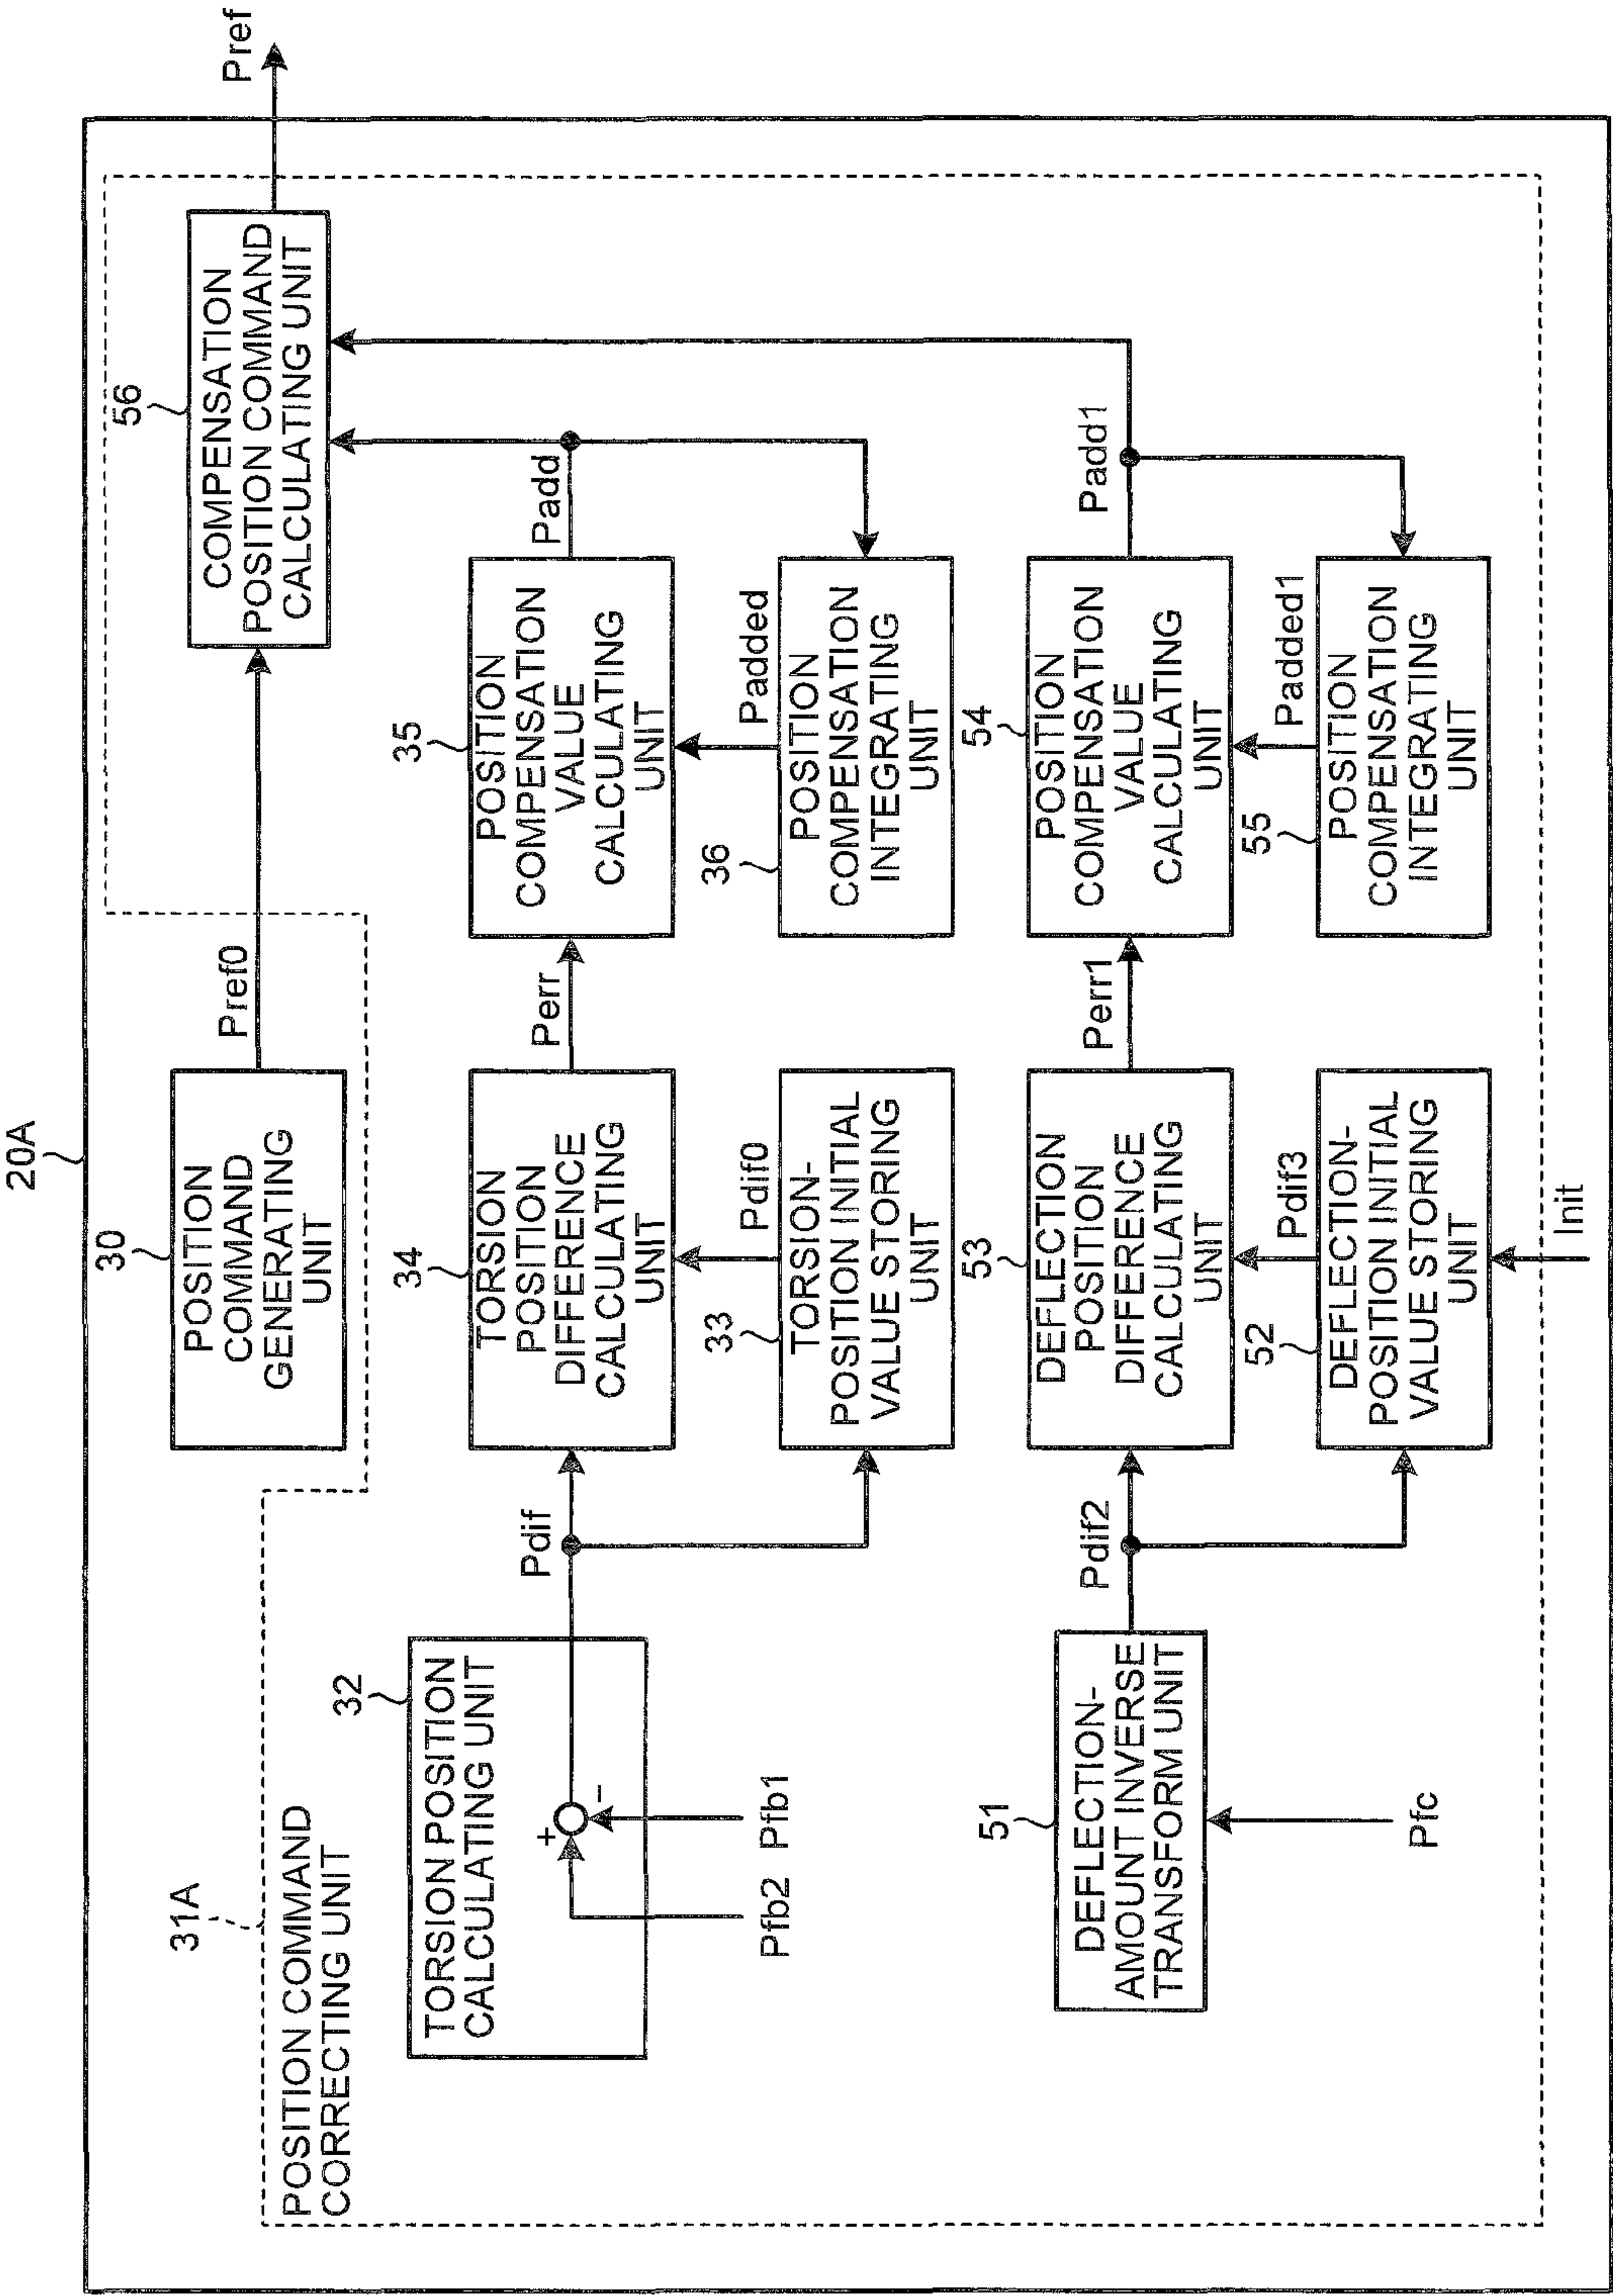 20A
31A
POSITION COMMAND
CORRECTING UNIT
30
POSITION
COMMAND
GENERATING
UNIT
Pref0
56
COMPENSATION
POSITION COMMAND
CALCULATING UNIT
Pref
32
TORSION POSITION
CALCULATING UNIT
+
−
Pfb2
Pfb1
Pdif
34
TORSION
POSITION
DIFFERENCE
CALCULATING
UNIT
Perr
35
POSITION
COMPENSATION
VALUE
CALCULATING
UNIT
Padd
Pdif0
33
TORSION-
POSITION INITIAL
VALUE STORING
UNIT
Padded
36
POSITION
COMPENSATION
INTEGRATING
UNIT
51
DEFLECTION-
AMOUNT INVERSE
TRANSFORM UNIT
Pfc
Pdif2
53
DEFLECTION
POSITION
DIFFERENCE
CALCULATING
UNIT
Perr1
54
POSITION
COMPENSATION
VALUE
CALCULATING
UNIT
Padd1
Pdif3
52
DEFLECTION-
POSITION INITIAL
VALUE STORING
UNIT
Init
Padded1
55
POSITION
COMPENSATION
INTEGRATING
UNIT